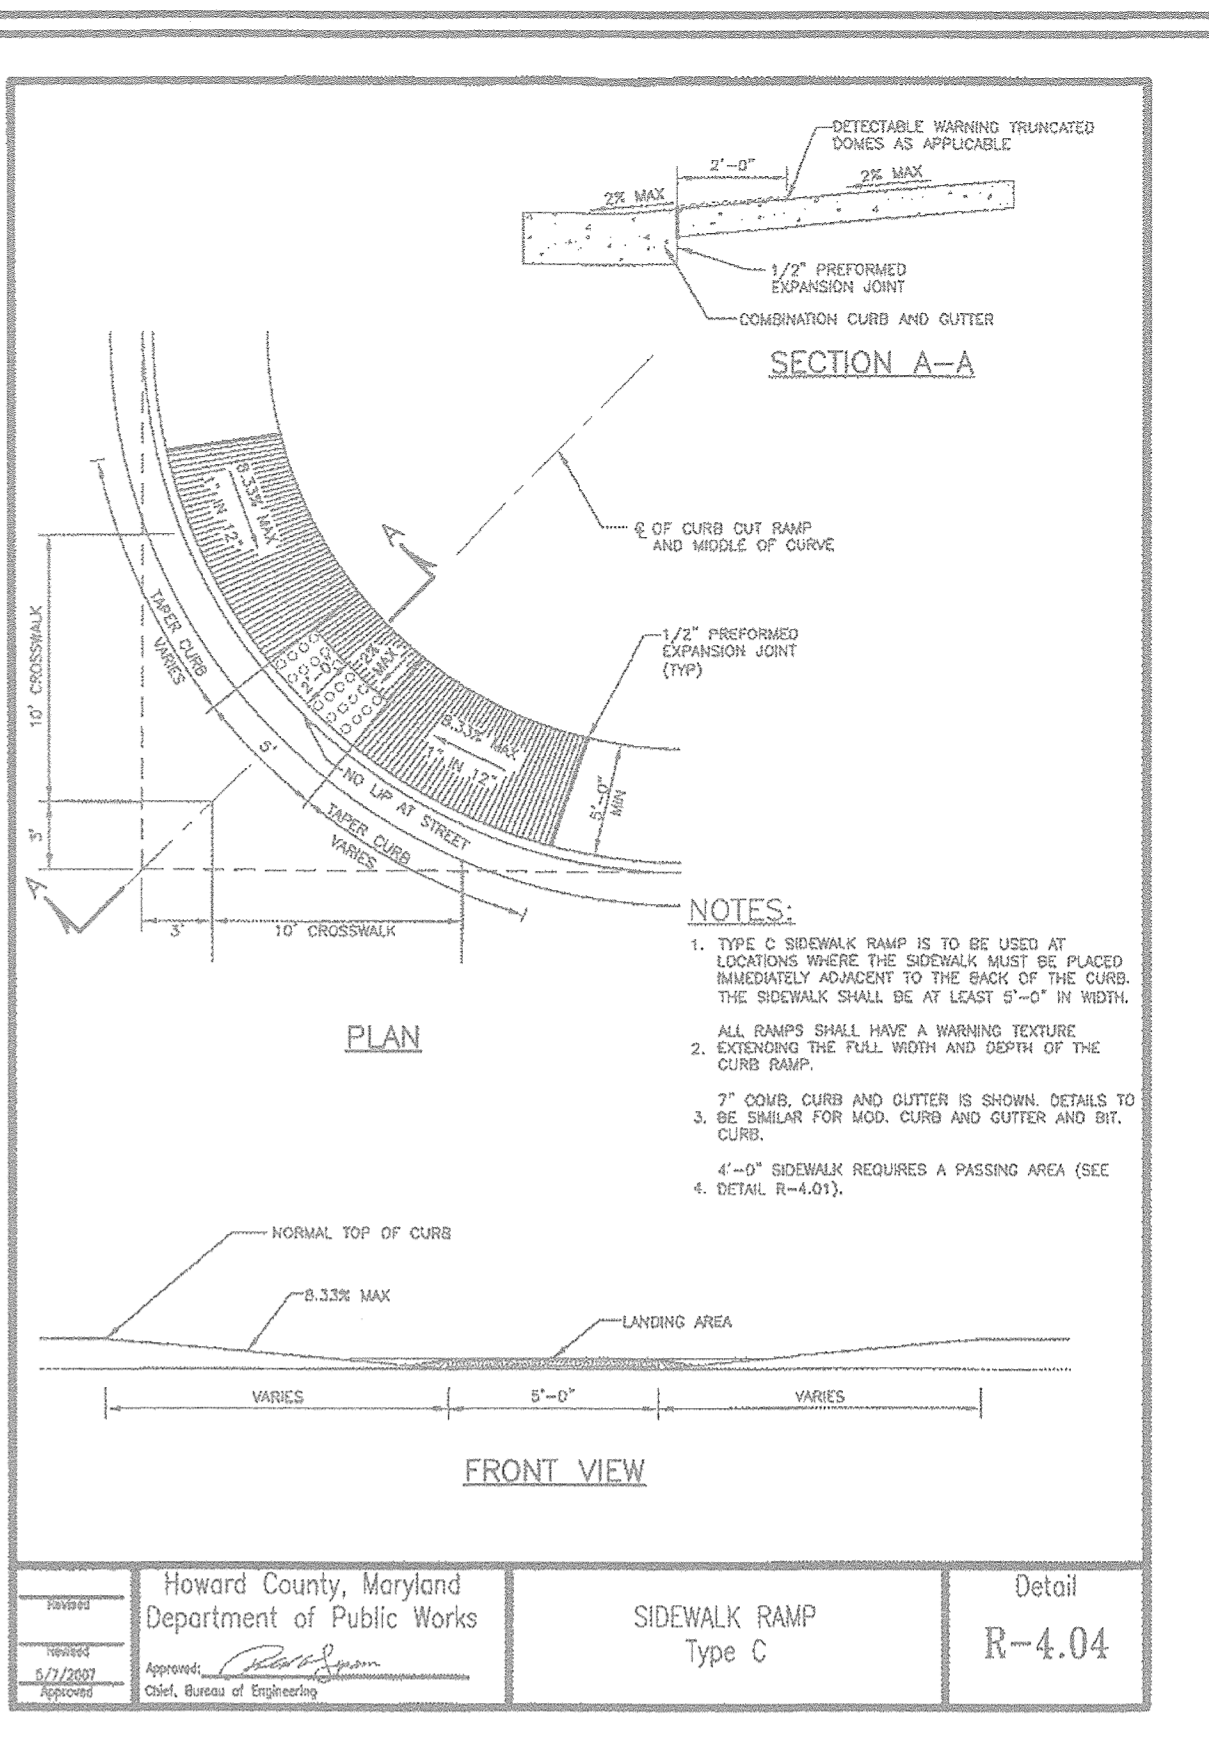 DETECTABLE WARNING TRUNCATED
DOMES AS APPLICABLE
2'-0"
2% MAX
2% MAX
1/2" PREFORMED
EXPANSION JOINT
COMBINATION CURB AND GUTTER
SECTION A-A
8.33% MAX
1" IN 12"
A
℄ OF CURB CUT RAMP
AND MIDDLE OF CURVE
1/2" PREFORMED
EXPANSION JOINT
(TYP)
10' CROSSWALK
TAPER CURB
VARIES
2'-0"
2%
MAX
8.33% MAX
1" IN 12"
5'
5'-0"
MIN
NO LIP AT STREET
TAPER CURB
VARIES
3'
A
3'
10' CROSSWALK
PLAN
NOTES:
1. TYPE C SIDEWALK RAMP IS TO BE USED AT
LOCATIONS WHERE THE SIDEWALK MUST BE PLACED
IMMEDIATELY ADJACENT TO THE BACK OF THE CURB.
THE SIDEWALK SHALL BE AT LEAST 5'-0" IN WIDTH.
ALL RAMPS SHALL HAVE A WARNING TEXTURE
2. EXTENDING THE FULL WIDTH AND DEPTH OF THE
CURB RAMP.
7" COMB. CURB AND GUTTER IS SHOWN. DETAILS TO
3. BE SIMILAR FOR MOD. CURB AND GUTTER AND BIT.
CURB.
4'-0" SIDEWALK REQUIRES A PASSING AREA (SEE
4. DETAIL R-4.01).
NORMAL TOP OF CURB
8.33% MAX
LANDING AREA
VARIES
5'-0"
VARIES
FRONT VIEW
Revised
Revised
5/7/2007
Approved
Howard County, Maryland
Department of Public Works
Approved:
Chief, Bureau of Engineering
SIDEWALK RAMP
Type C
Detail
R-4.04